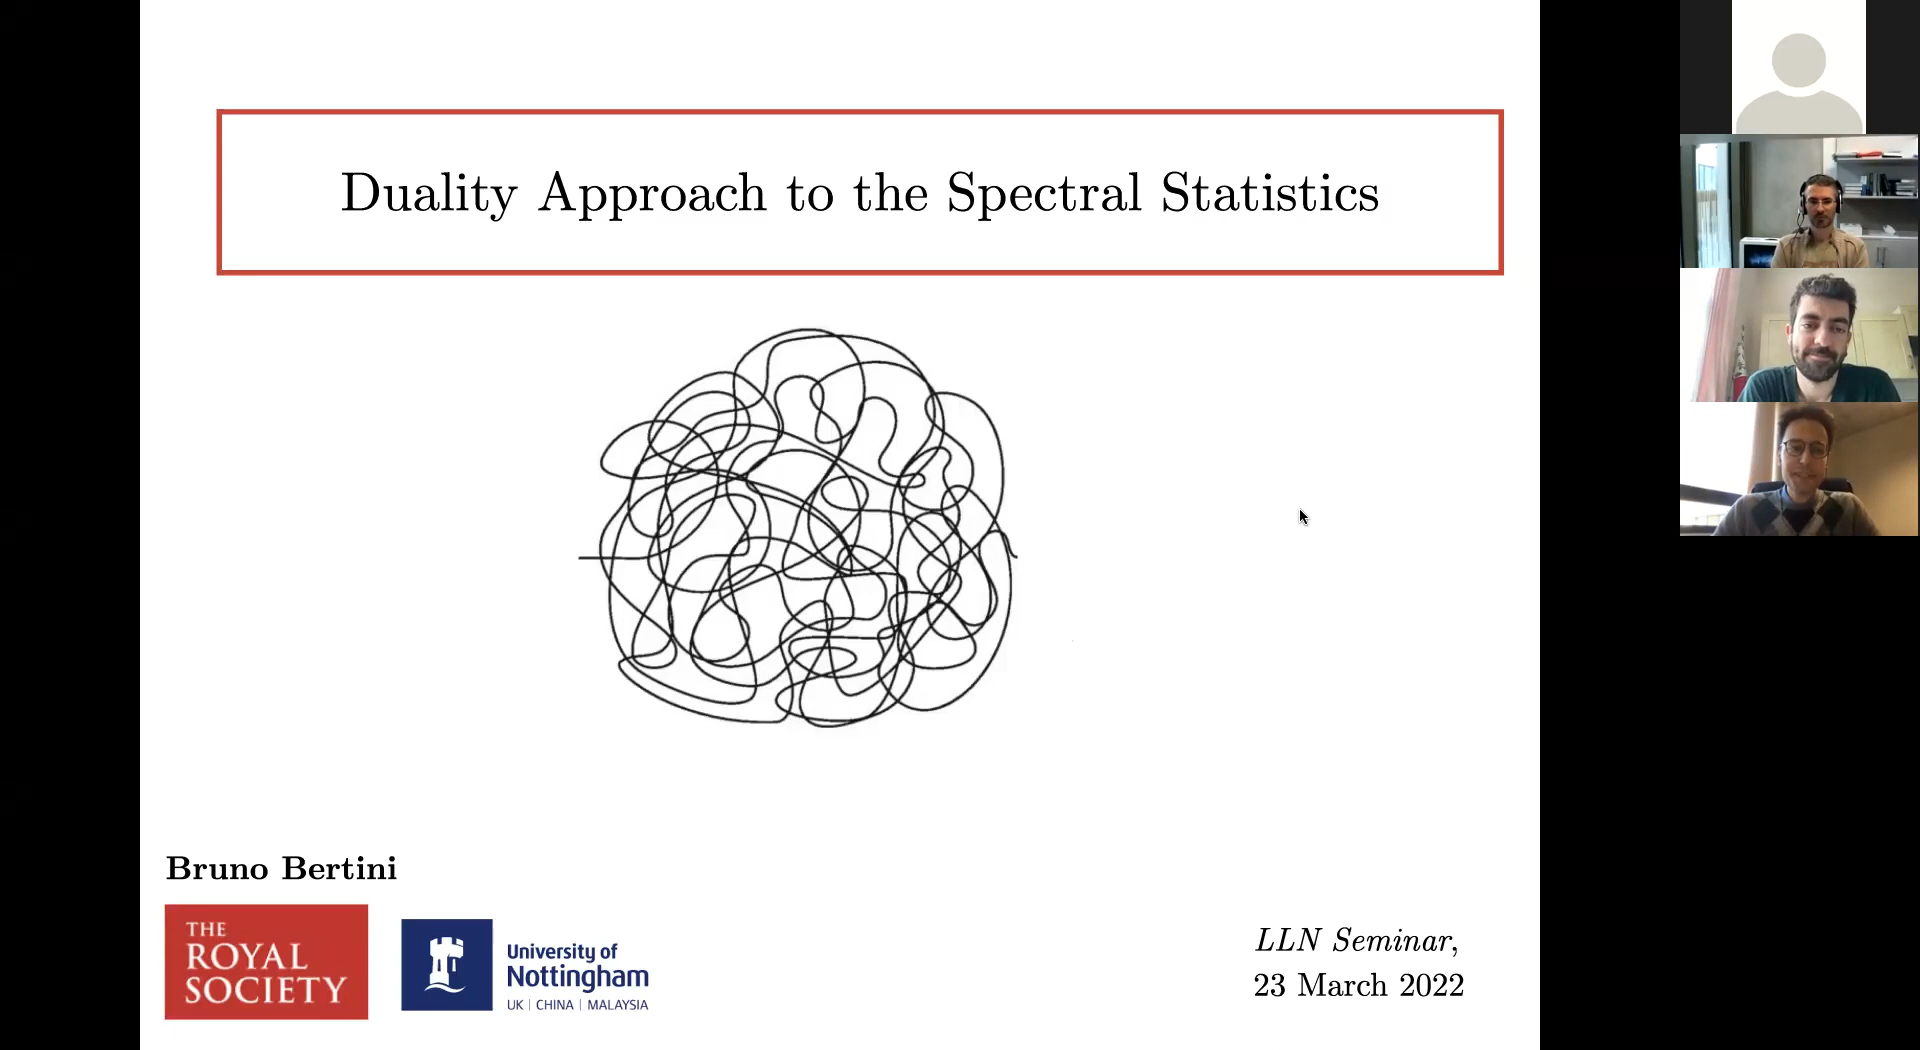 Duality Approach to the Spectral Statistics
Bruno Bertini
THE
ROYAL
SOCIETY
University of
Nottingham
UK | CHINA | MALAYSIA
LLN Seminar,
23 March 2022